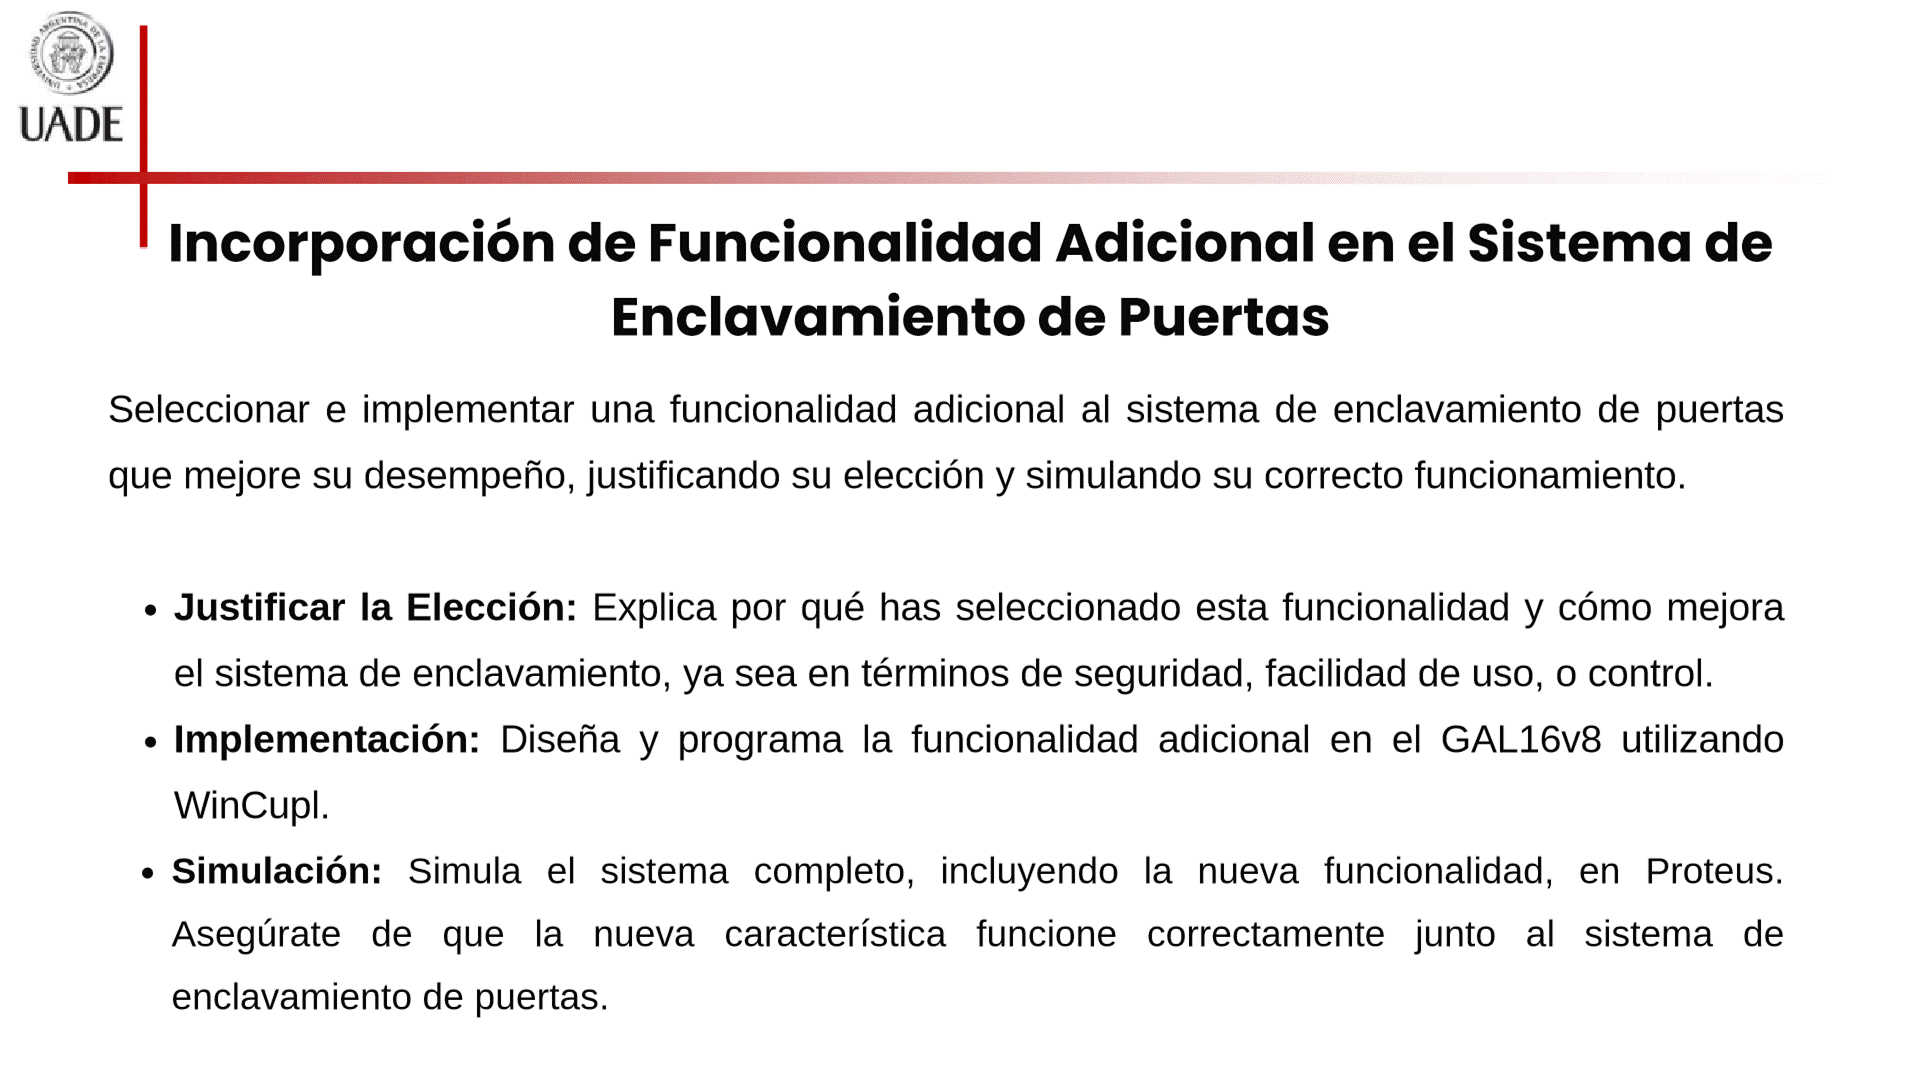 UNIVERSIDAD ARGENTINA DE LA EMPRESA
UADE
Incorporación de Funcionalidad Adicional en el Sistema de
Enclavamiento de Puertas
Seleccionar e implementar una funcionalidad adicional al sistema de enclavamiento de puertas
que mejore su desempeño, justificando su elección y simulando su correcto funcionamiento.
• Justificar la Elección: Explica por qué has seleccionado esta funcionalidad y cómo mejora
el sistema de enclavamiento, ya sea en términos de seguridad, facilidad de uso, o control.
• Implementación: Diseña y programa la funcionalidad adicional en el GAL16v8 utilizando
WinCupl.
• Simulación: Simula el sistema completo, incluyendo la nueva funcionalidad, en Proteus.
Asegúrate de que la nueva característica funcione correctamente junto al sistema de
enclavamiento de puertas.